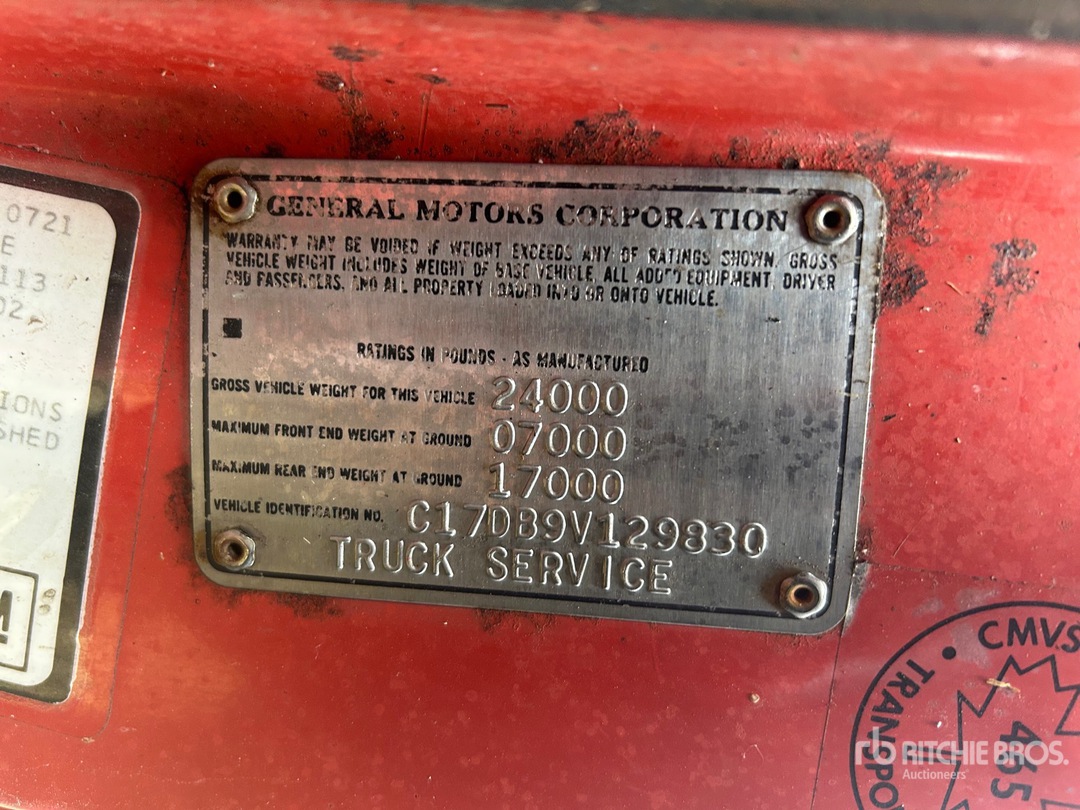 0721
E
113
02
IONS
SHED
M
GENERAL MOTORS CORPORATION
WARRANTY MAY BE VOIDED IF WEIGHT EXCEEDS ANY OF RATINGS SHOWN. GROSS
VEHICLE WEIGHT INCLUDES WEIGHT OF BASE VEHICLE, ALL ADDED EQUIPMENT, DRIVER
AND PASSENGERS, AND ALL PROPERTY LOADED INTO OR ONTO VEHICLE.
RATINGS IN POUNDS - AS MANUFACTURED
GROSS VEHICLE WEIGHT FOR THIS VEHICLE 24000
MAXIMUM FRONT END WEIGHT AT GROUND 07000
MAXIMUM REAR END WEIGHT AT GROUND 17000
VEHICLE IDENTIFICATION NO. C17DB9V129830
TRUCK SERVICE
TRANSPO • CMVS
465
rb RITCHIE BROS.
Auctioneers